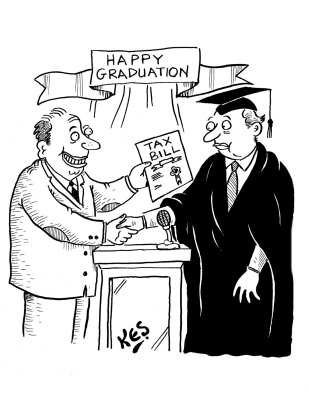 HAPPY
GRADUATION
TAX
BILL
KES